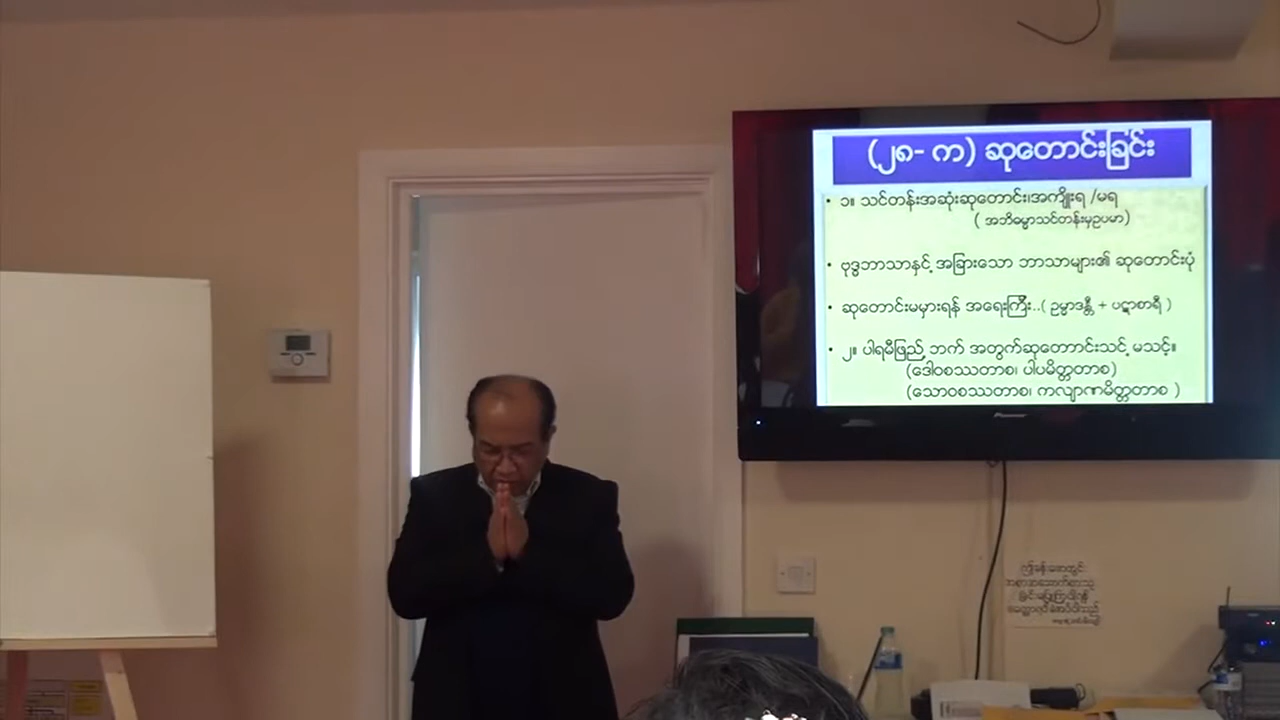 (၂၈- က) ဆုတောင်းခြင်း
• ၁။ သင်တန်းအဆုံးဆုတောင်း၊အကျိုးရ /မရ
( အဘိဓမ္မာသင်တန်းမှဥပမာ)
• ဗုဒ္ဓဘာသာနှင့် အခြားသော ဘာသာများ၏ ဆုတောင်းပုံ
• ဆုတောင်းမမှားရန် အရေးကြီး..( ဥမ္မာဒန္တီ + ပဋာစာရီ )
• ၂။ ပါရမီဖြည့် ဘက် အတွက်ဆုတောာင်းသင့် မသင့်။
(ဒေါဝစဿတာစ၊ ပါပမိတ္တတာစ)
(သောဝစဿတာစ၊ ကလျာဏမိတ္တတာစ )
Pioneer